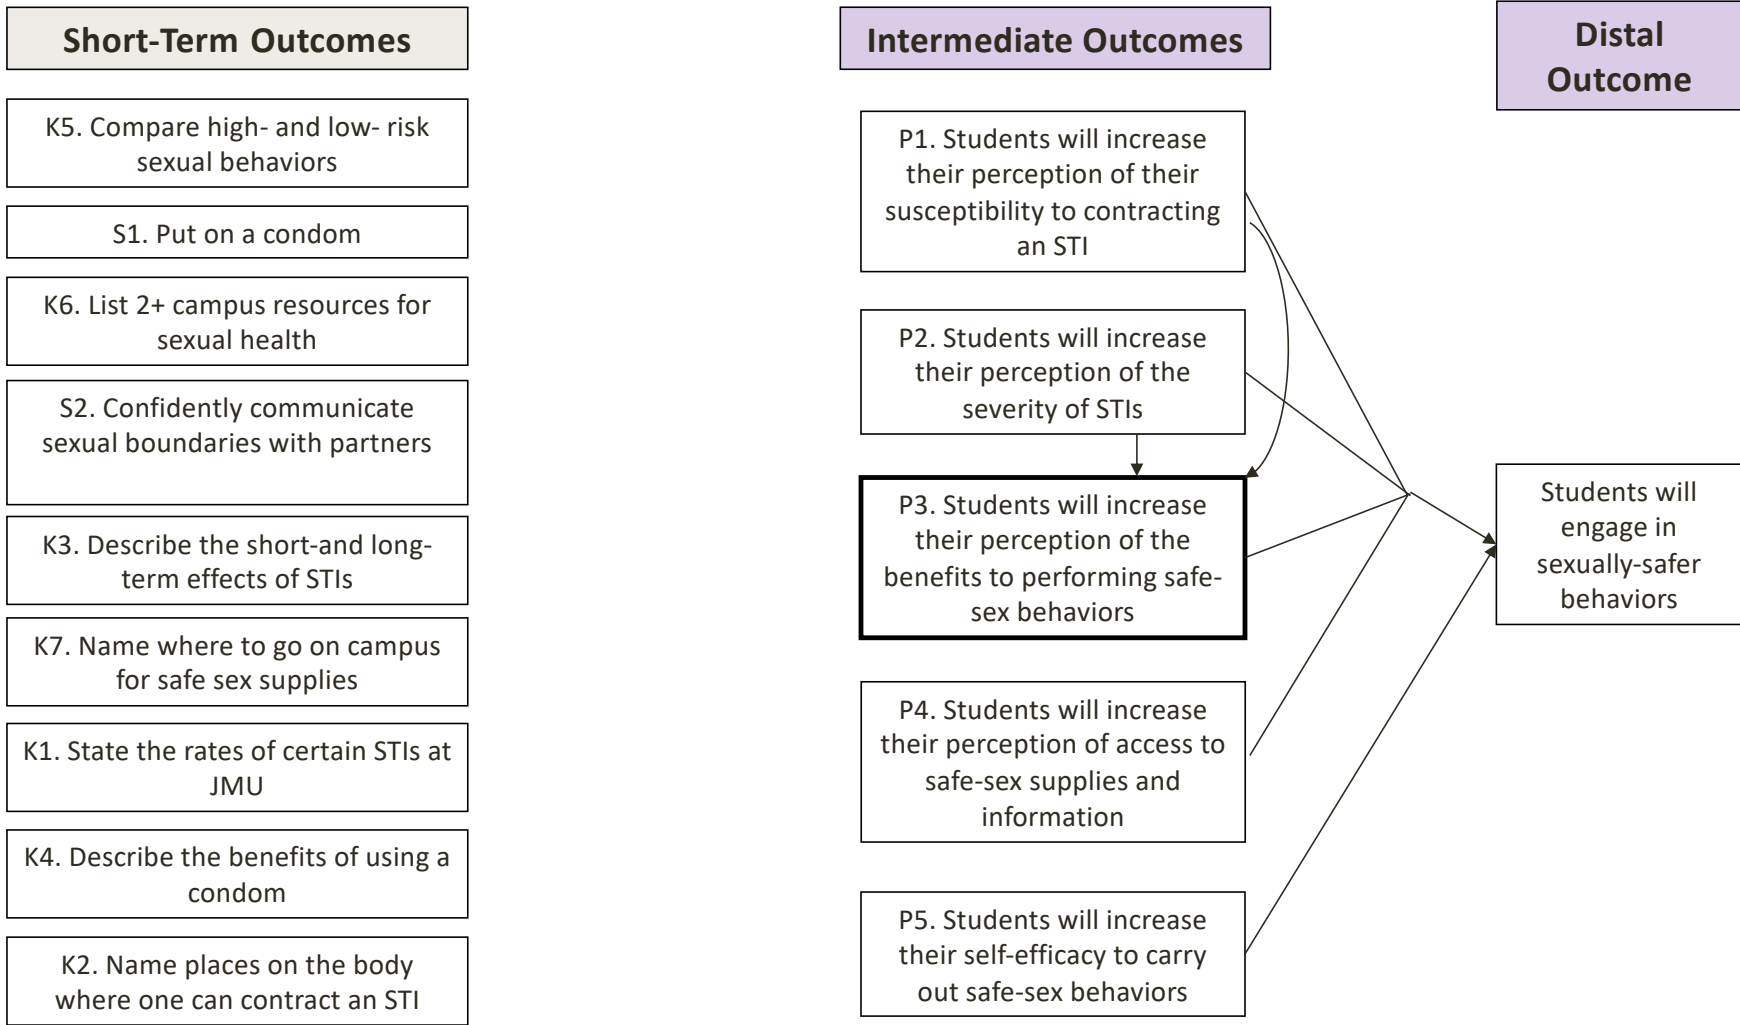 Short-Term Outcomes
K5. Compare high- and low- risk
sexual behaviors
S1. Put on a condom
K6. List 2+ campus resources for
sexual health
S2. Confidently communicate
sexual boundaries with partners
K3. Describe the short-and long-
term effects of STIs
K7. Name where to go on campus
for safe sex supplies
K1. State the rates of certain STIs at
JMU
K4. Describe the benefits of using a
condom
K2. Name places on the body
where one can contract an STI
Intermediate Outcomes
P1. Students will increase
their perception of their
susceptibility to contracting
an STI
P2. Students will increase
their perception of the
severity of STIs
P3. Students will increase
their perception of the
benefits to performing safe-
sex behaviors
P4. Students will increase
their perception of access to
safe-sex supplies and
information
P5. Students will increase
their self-efficacy to carry
out safe-sex behaviors
Distal
Outcome
Students will
engage in
sexually-safer
behaviors